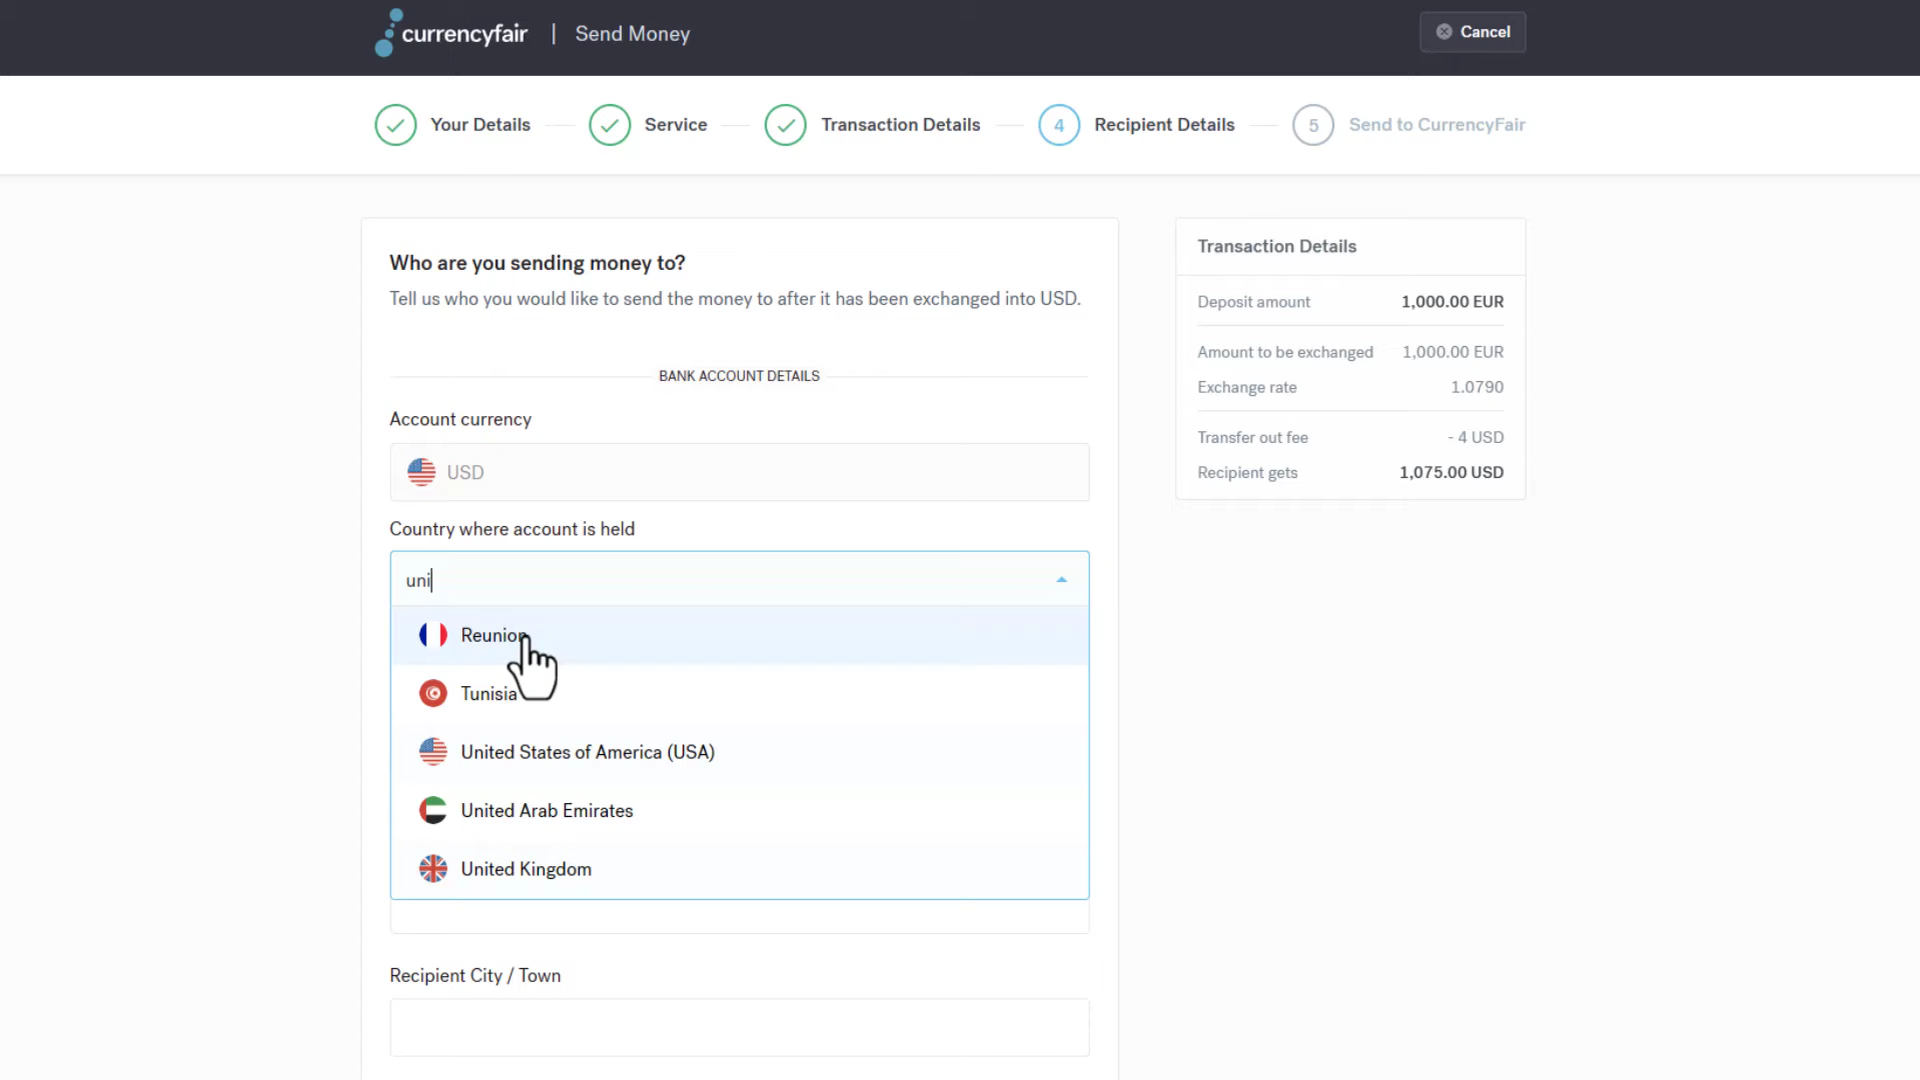 currencyfair | Send Money
Cancel
Your Details
Service
Transaction Details
4 Recipient Details
5 Send to CurrencyFair
Who are you sending money to?
Tell us who you would like to send the money to after it has been exchanged into USD.
BANK ACCOUNT DETAILS
Account currency
USD
Country where account is held
uni
Reunion
Tunisia
United States of America (USA)
United Arab Emirates
United Kingdom
Recipient City / Town
Transaction Details
Deposit amount 1,000.00 EUR
Amount to be exchanged 1,000.00 EUR
Exchange rate 1.0790
Transfer out fee - 4 USD
Recipient gets 1,075.00 USD